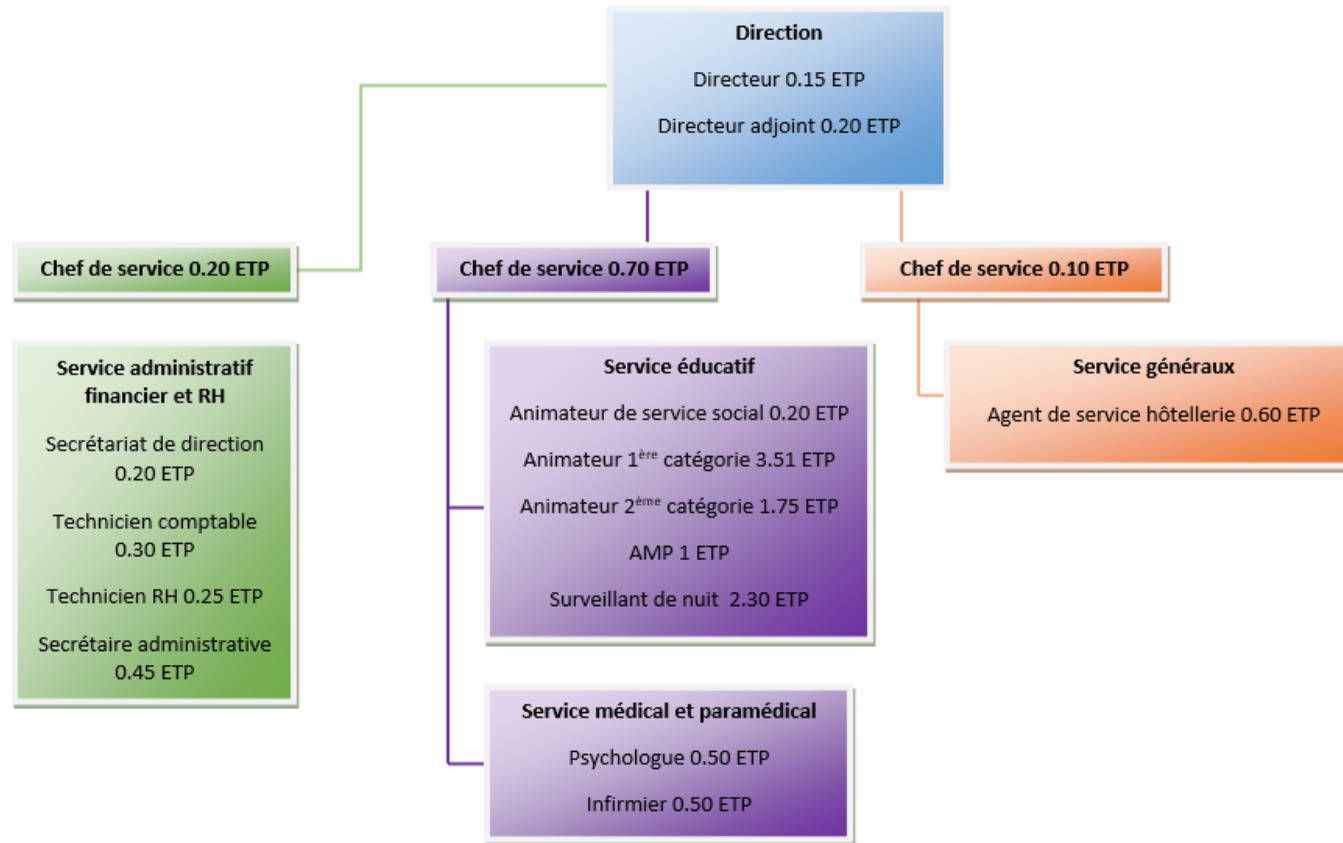 Direction
Directeur 0.15 ETP
Directeur adjoint 0.20 ETP
Chef de service 0.20 ETP
Chef de service 0.70 ETP
Chef de service 0.10 ETP
Service administratif
financier et RH
Secrétariat de direction
0.20 ETP
Technicien comptable
0.30 ETP
Technicien RH 0.25 ETP
Secrétaire administrative
0.45 ETP
Service éducatif
Animateur de service social 0.20 ETP
Animateur 1ère catégorie 3.51 ETP
Animateur 2ème catégorie 1.75 ETP
AMP 1 ETP
Surveillant de nuit 2.30 ETP
Service médical et paramédical
Psychologue 0.50 ETP
Infirmier 0.50 ETP
Service généraux
Agent de service hôtellerie 0.60 ETP